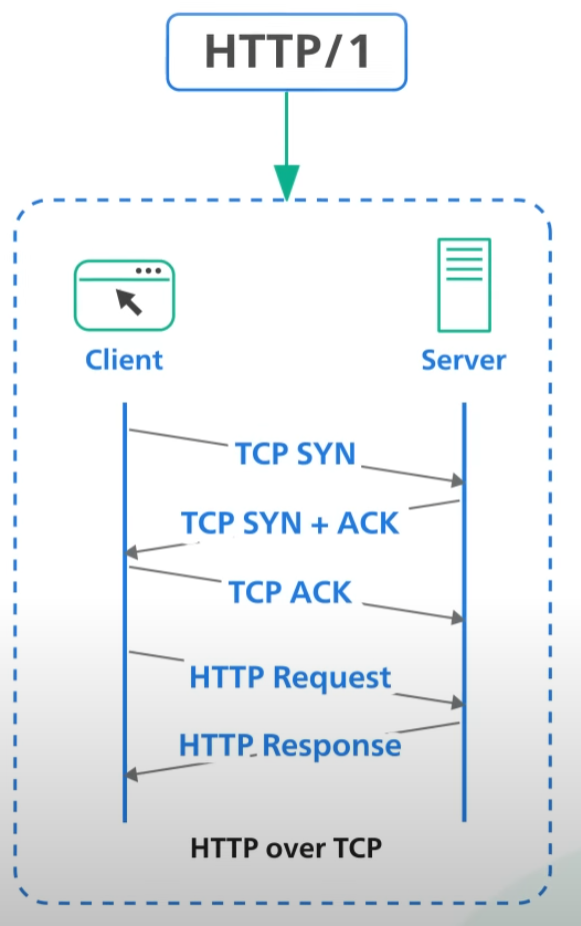 HTTP/1
Client
Server
TCP SYN
TCP SYN + ACK
TCP ACK
HTTP Request
HTTP Response
HTTP over TCP